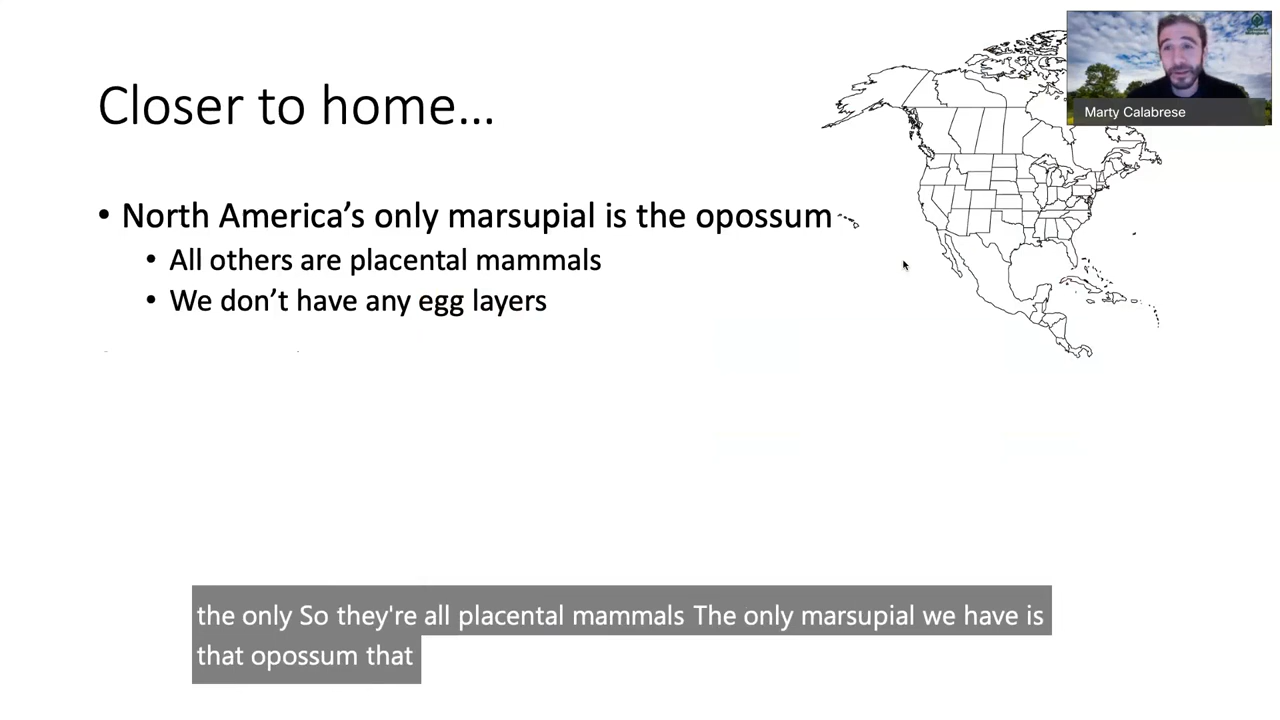 Closer to home…
• North America’s only marsupial is the opossum
• All others are placental mammals
• We don’t have any egg layers
Marty Calabrese
the only So they're all placental mammals The only marsupial we have is
that opossum that